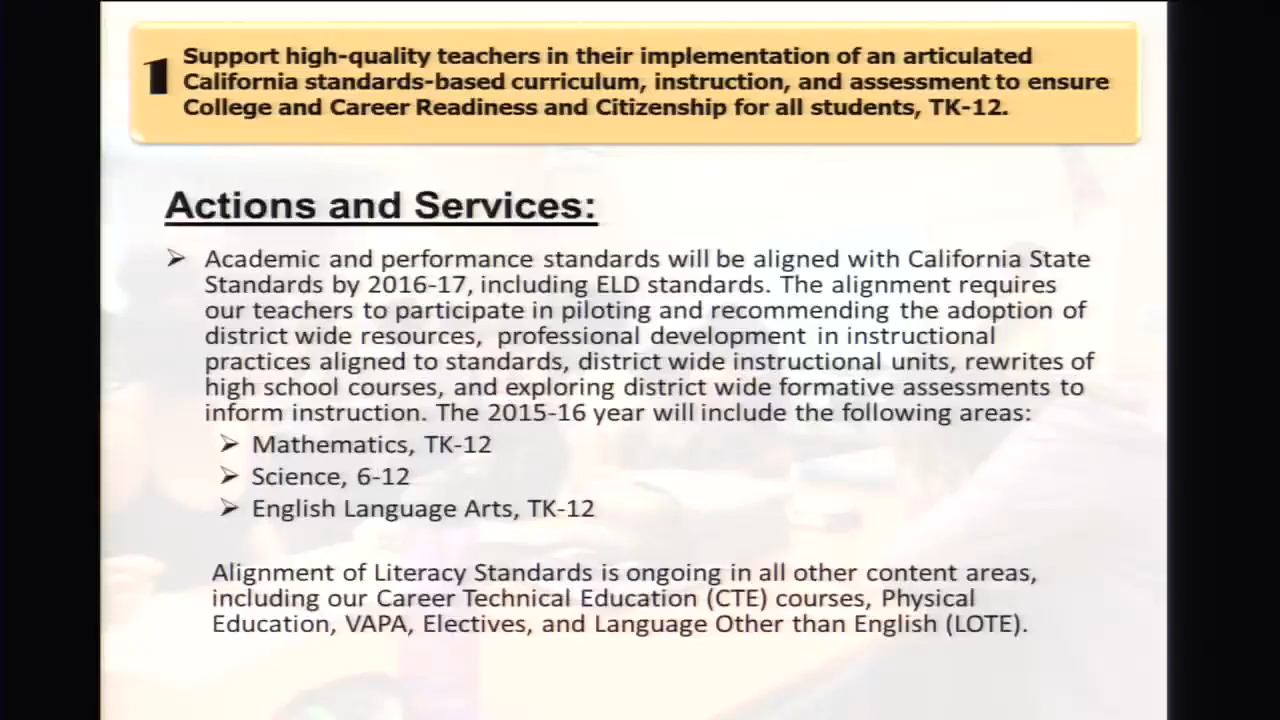 1 Support high-quality teachers in their implementation of an articulated
California standards-based curriculum, instruction, and assessment to ensure
College and Career Readiness and Citizenship for all students, TK-12.
Actions and Services:
➢ Academic and performance standards will be aligned with California State
Standards by 2016-17, including ELD standards. The alignment requires
our teachers to participate in piloting and recommending the adoption of
district wide resources, professional development in instructional
practices aligned to standards, district wide instructional units, rewrites of
high school courses, and exploring district wide formative assessments to
inform instruction. The 2015-16 year will include the following areas:
➢ Mathematics, TK-12
➢ Science, 6-12
➢ English Language Arts, TK-12
Alignment of Literacy Standards is ongoing in all other content areas,
including our Career Technical Education (CTE) courses, Physical
Education, VAPA, Electives, and Language Other than English (LOTE).